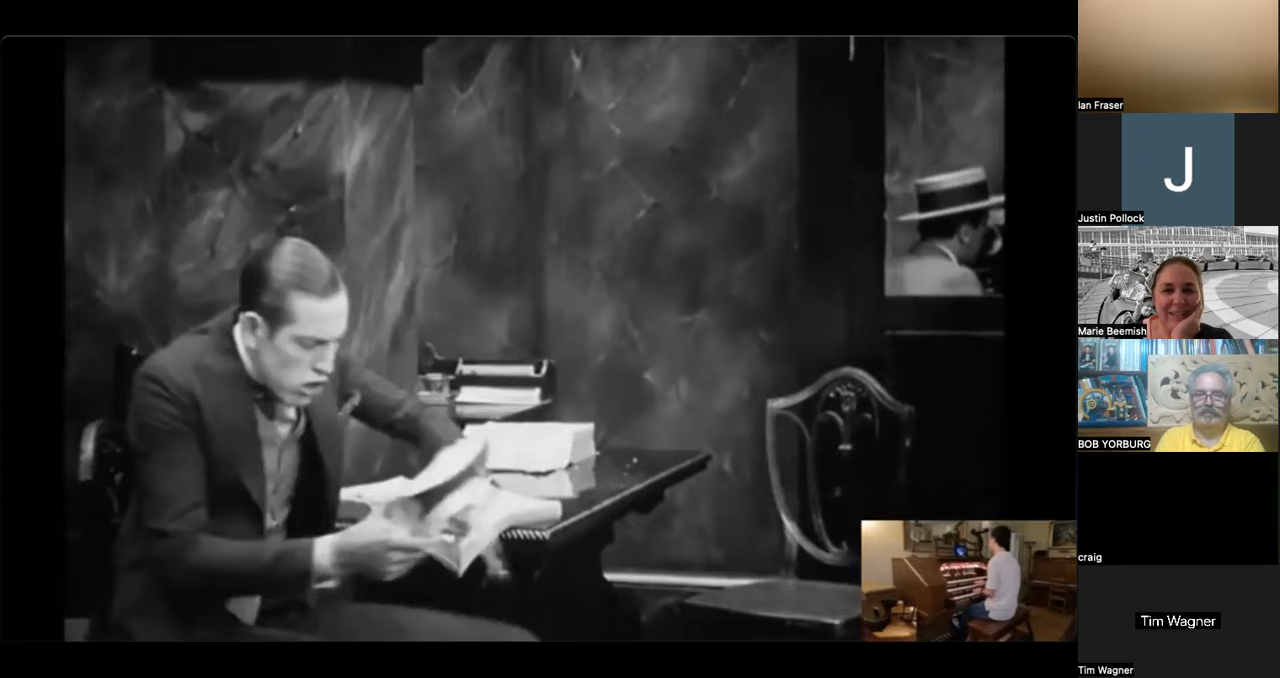 Ian Fraser
J
Justin Pollock
Marie Beemish
BOB YORBURG
craig
Tim Wagner
Tim Wagner